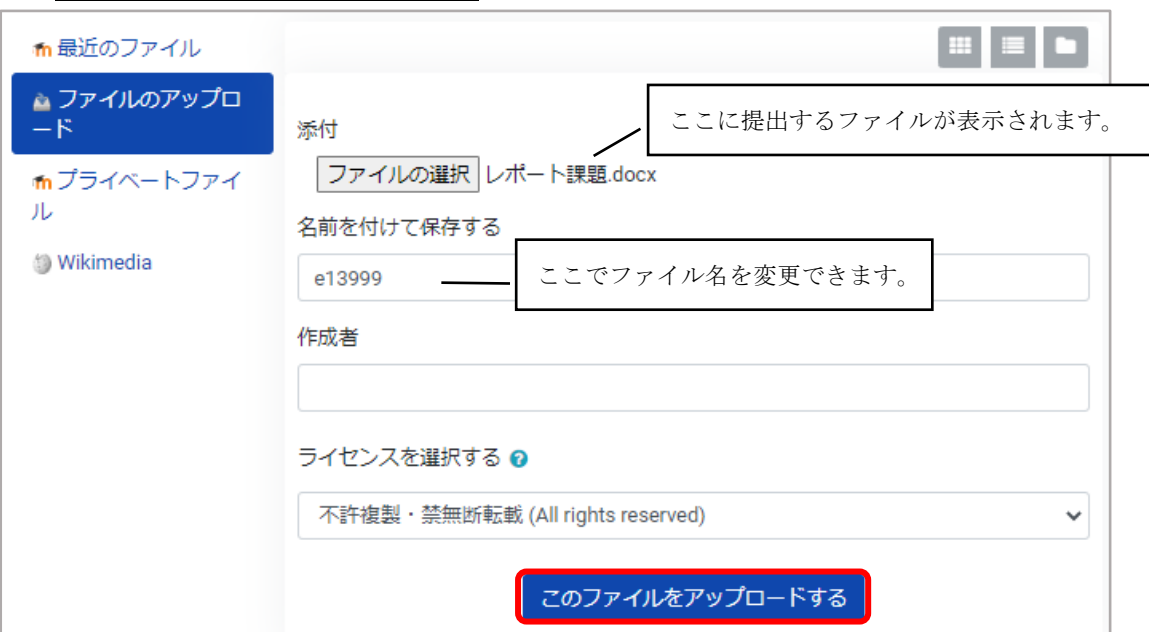 最近のファイル
ファイルのアップロ
ード
プライベートファイ
ル
Wikimedia
添付
ここに提出するファイルが表示されます。
ファイルの選択 レポート課題.docx
名前を付けて保存する
e13999
ここでファイル名を変更できます。
作成者
ライセンスを選択する
不許複製・禁無断転載 (All rights reserved)
このファイルをアップロードする